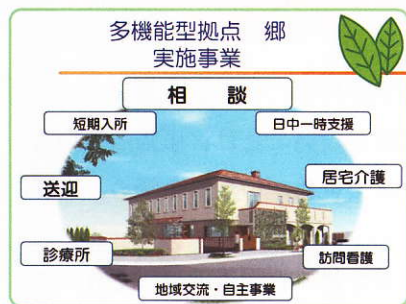 多機能型拠点　郷
実施事業
相　談
短期入所
日中一時支援
送迎
居宅介護
診療所
訪問看護
地域交流・自主事業